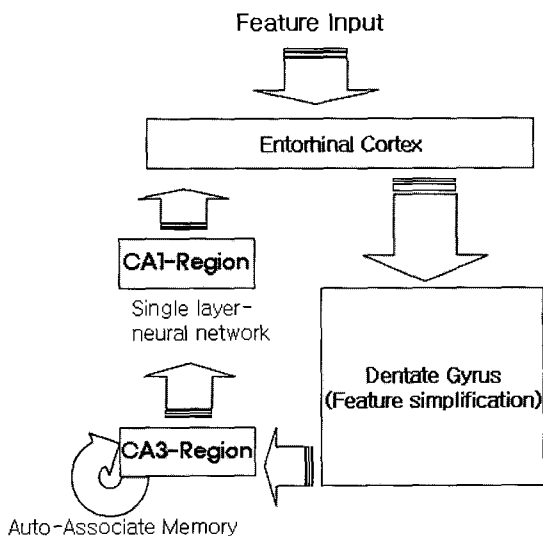 Feature Input
Entorhinal Cortex
CA1-Region
Single layer-
neural network
Dentate Gyrus
(Feature simplification)
CA3-Region
Auto-Associate Memory